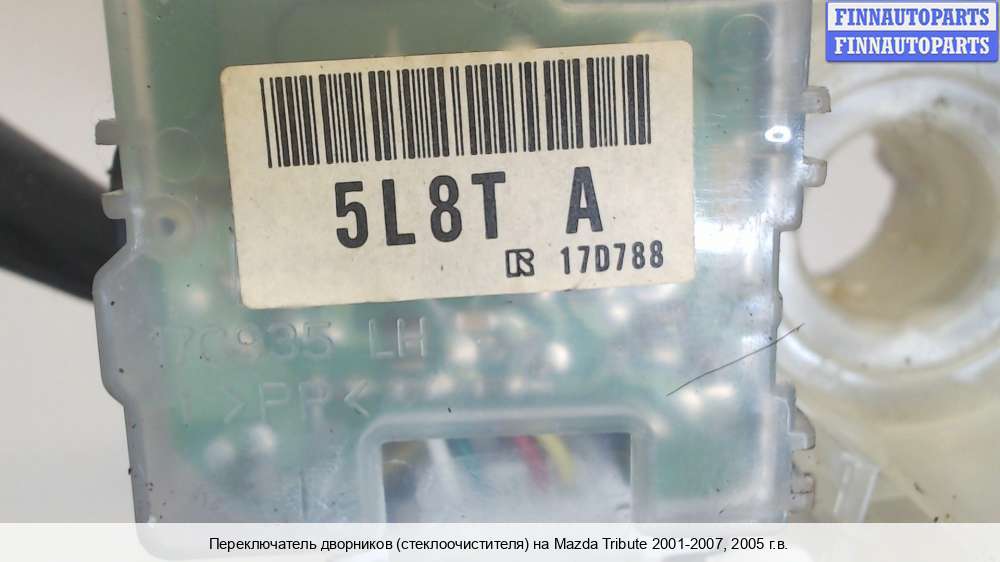 FINNAUTOPARTS
FINNAUTOPARTS
5L8T A
17D788
17C935 LH
>PP<
Переключатель дворников (стеклоочистителя) на Mazda Tribute 2001-2007, 2005 г.в.